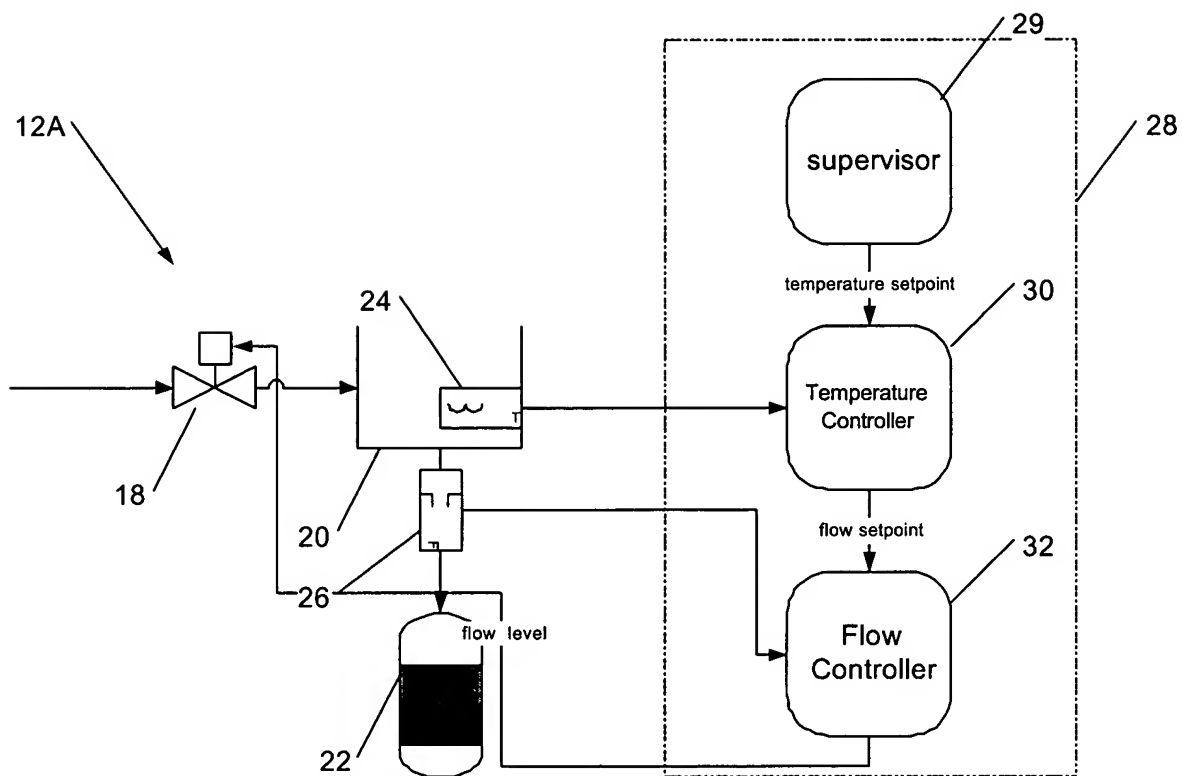 29
12A
28
supervisor
temperature setpoint
24
30
Temperature
Controller
T
18
20
flow setpoint
F
26
32
flow level
Flow
Controller
22